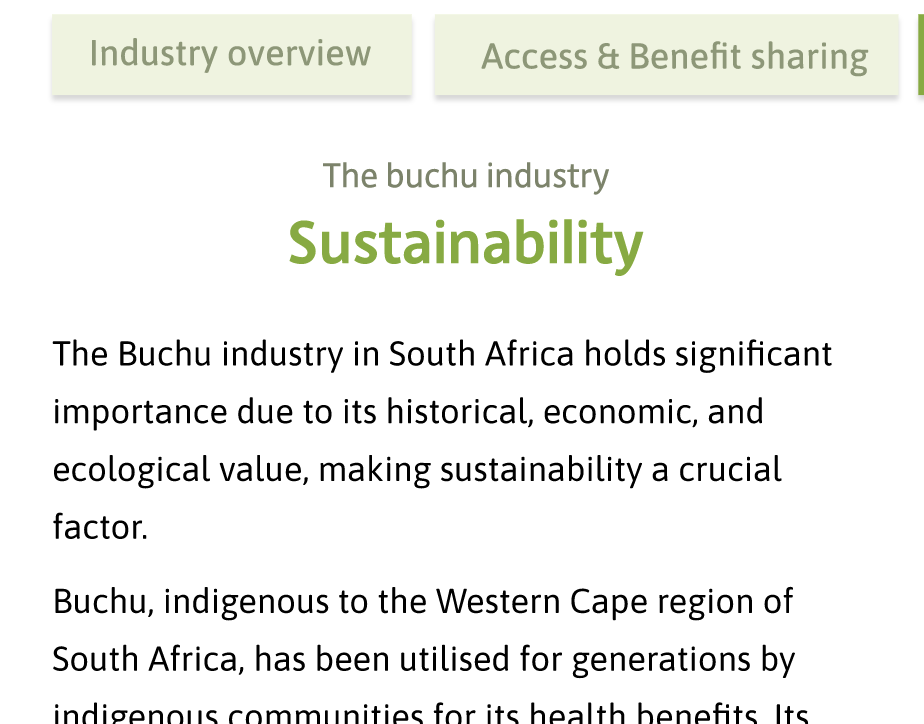 Industry overview
Access & Benefit sharing
The buchu industry
Sustainability
The Buchu industry in South Africa holds significant
importance due to its historical, economic, and
ecological value, making sustainability a crucial
factor.
Buchu, indigenous to the Western Cape region of
South Africa, has been utilised for generations by
indigenous communities for its health benefits. Its